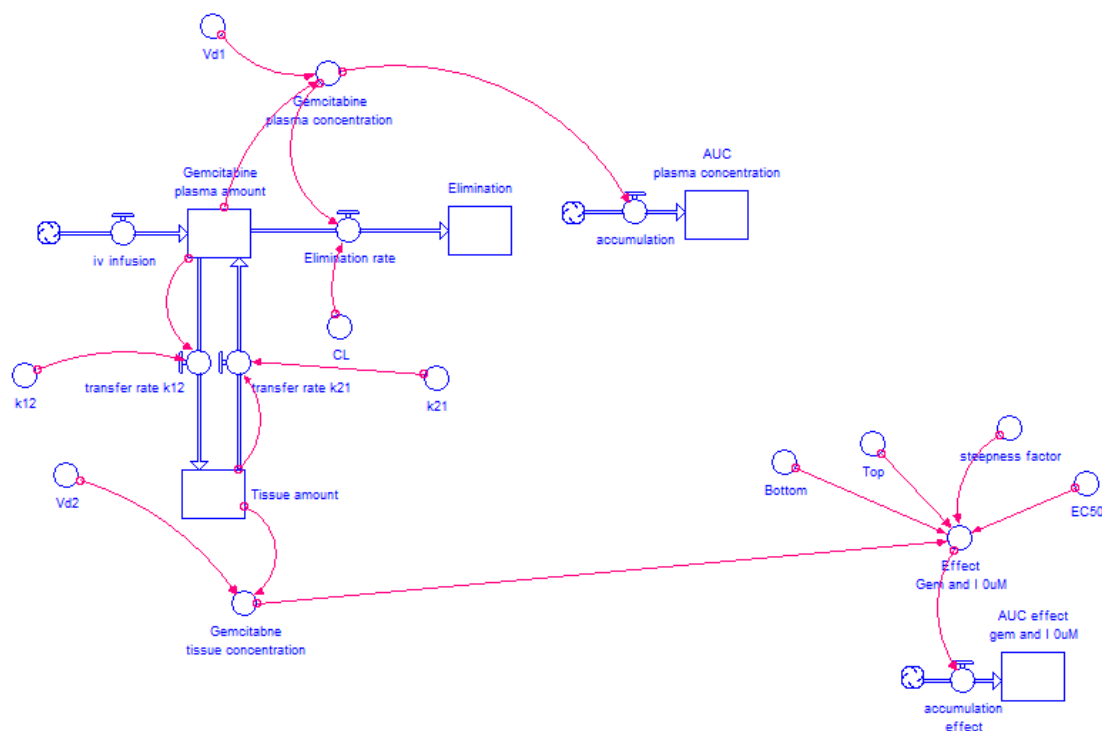 Vd1
Gemcitabine
plasma concentration
AUC
plasma concentration
Gemcitabine
plasma amount
Elimination
iv infusion
Elimination rate
accumulation
CL
k12
transfer rate k12
transfer rate k21
k21
Vd2
Tissue amount
Bottom
Top
steepness factor
EC50
Effect
Gem and I 0uM
Gemcitabne
tissue concentration
AUC effect
gem and I 0uM
accumulation
effect